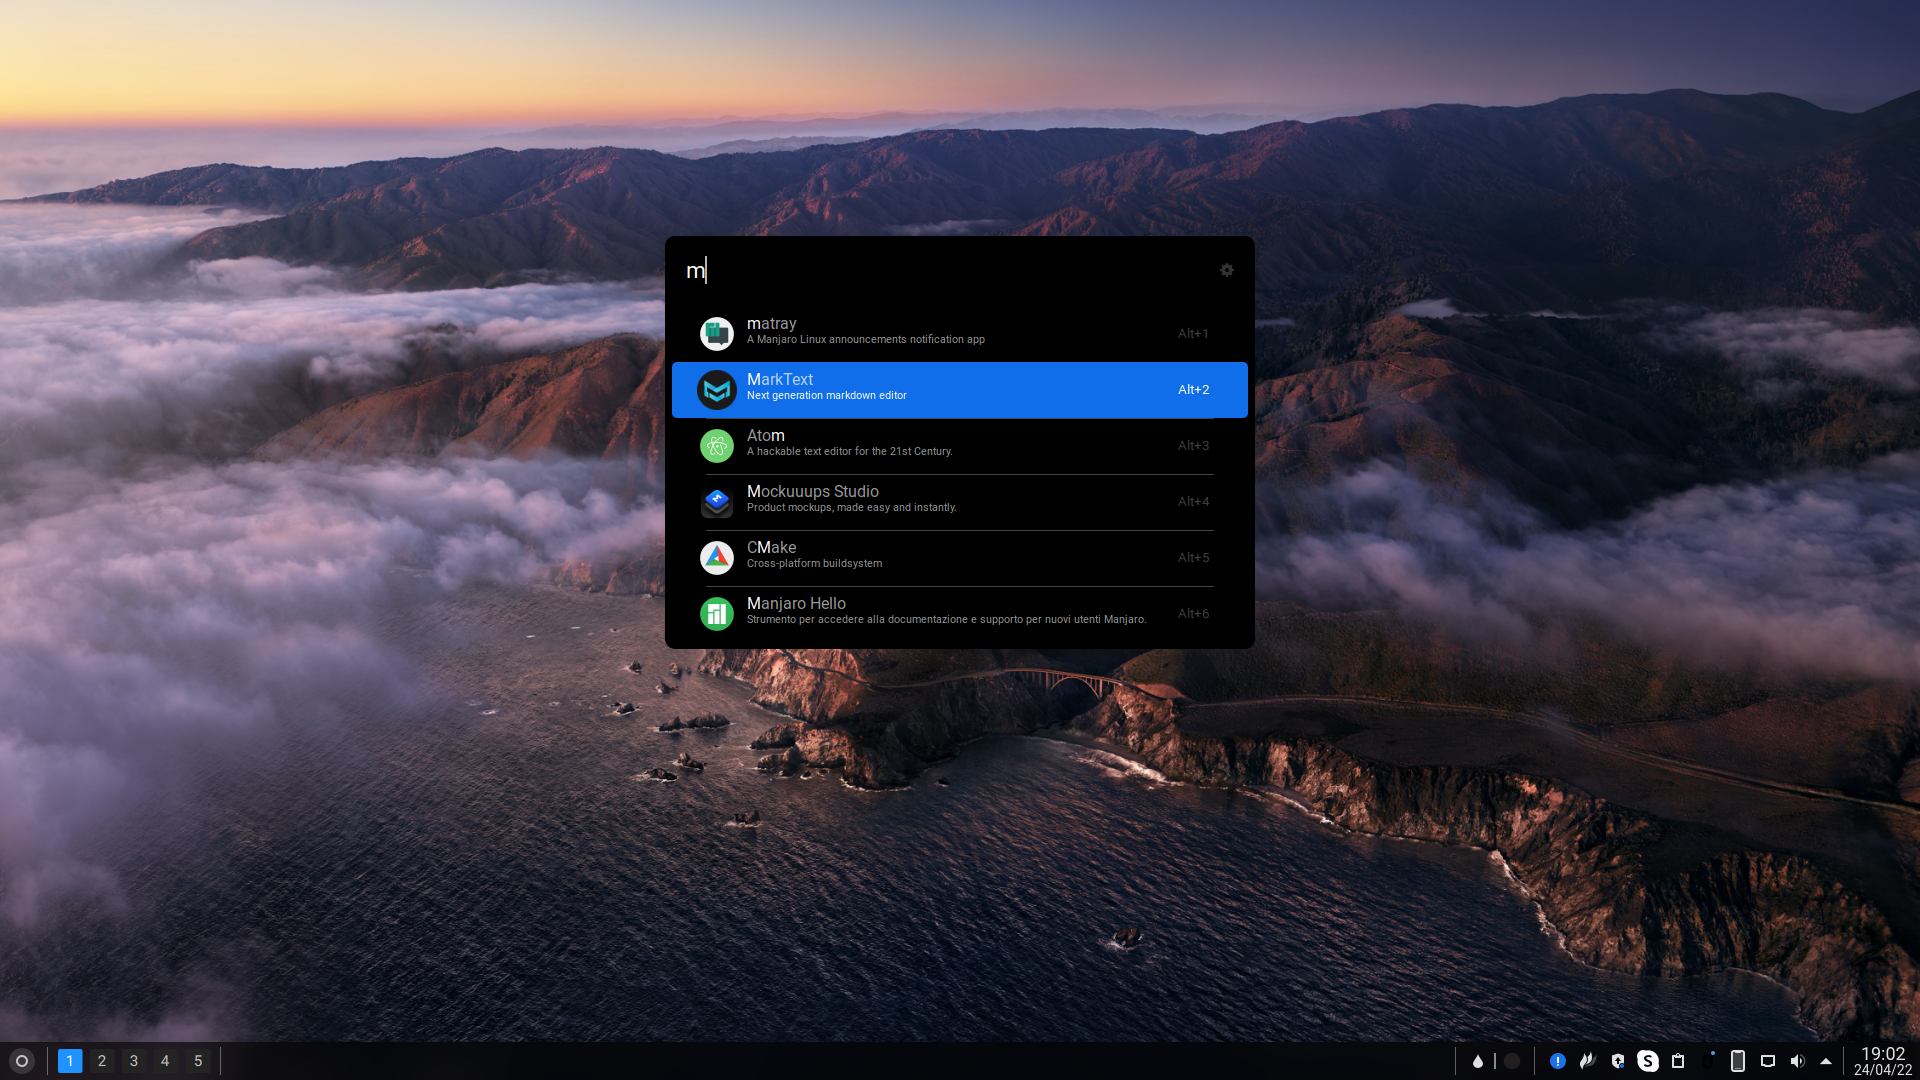 m
matray
A Manjaro Linux announcements notification app
Alt+1
MarkText
Next generation markdown editor
Alt+2
Atom
A hackable text editor for the 21st Century.
Alt+3
Mockuuups Studio
Product mockups, made easy and instantly.
Alt+4
CMake
Cross-platform buildsystem
Alt+5
Manjaro Hello
Strumento per accedere alla documentazione e supporto per nuovi utenti Manjaro.
Alt+6
1 2 3 4 5
19:02
24/04/22